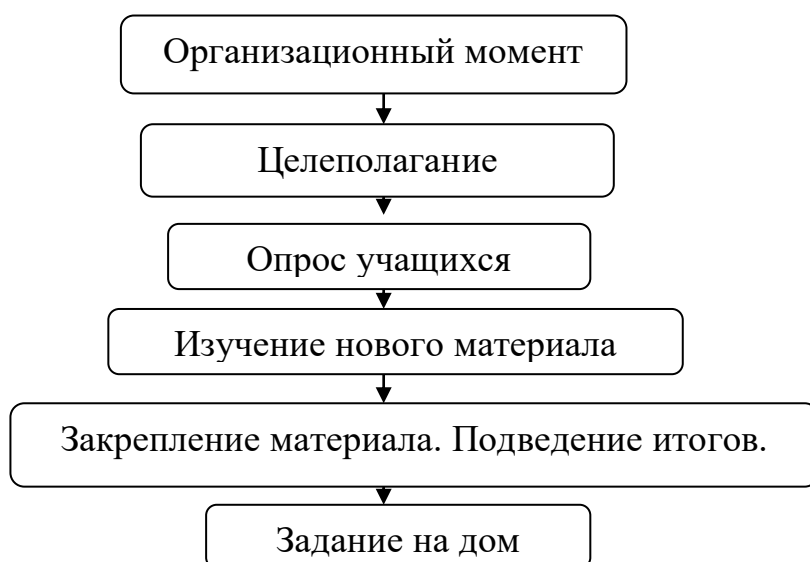 Организационный момент
Целеполагание
Опрос учащихся
Изучение нового материала
Закрепление материала. Подведение итогов.
Задание на дом